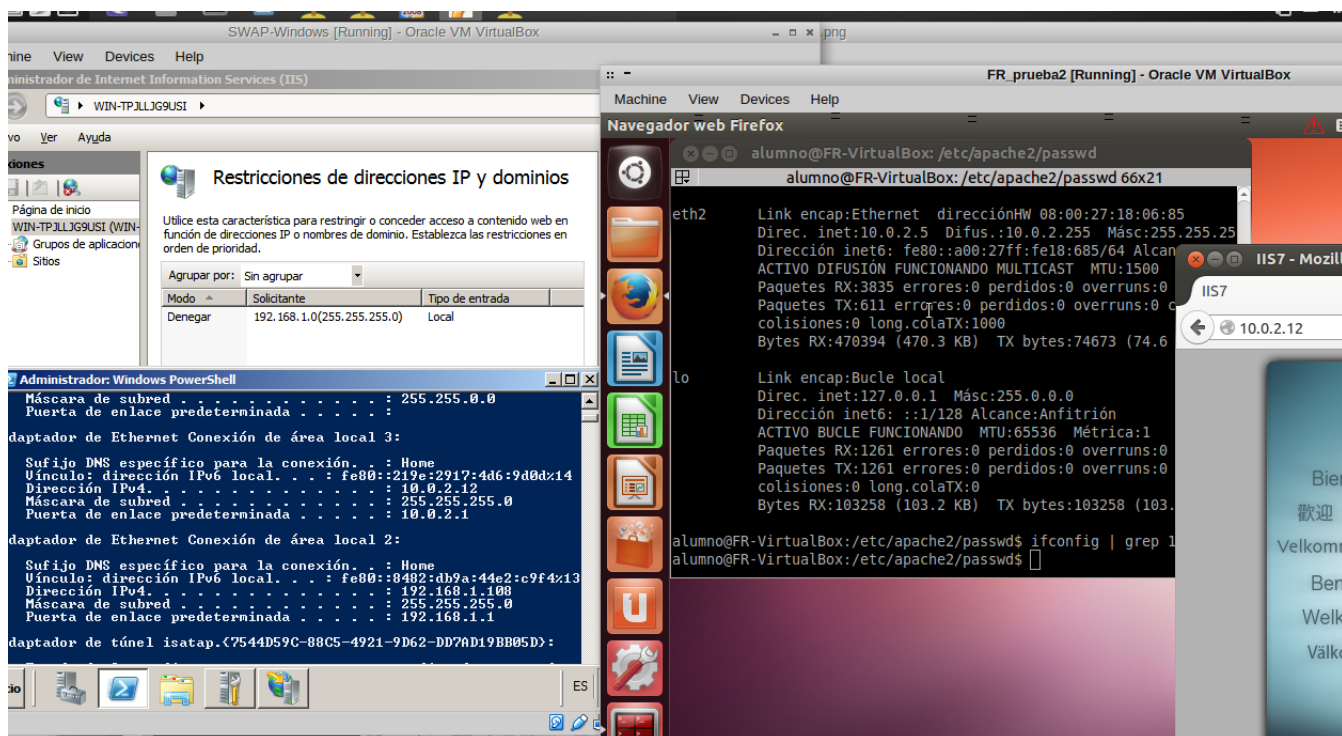 SWAP-Windows [Running] - Oracle VM VirtualBox
.png
View Devices Help
Internet Information Services (IIS)
WIN-TPJLLJG9USI
Ver Ayuda
Página de inicio
WIN-TPJLLJG9USI (WIN-
Grupos de aplicacion
Sitios
Restricciones de direcciones IP y dominios
Utilice esta característica para restringir o conceder acceso a contenido web en
función de direcciones IP o nombres de dominio. Establezca las restricciones en
orden de prioridad.
Agrupar por: Sin agrupar
Modo Solicitante Tipo de entrada
Denegar 192.168.1.0(255.255.255.0) Local
Administrador: Windows PowerShell
Máscara de subred . . . . . . . . . . . . : 255.255.0.0
Puerta de enlace predeterminada . . . . . :
daptador de Ethernet Conexión de área local 3:
Sufijo DNS específico para la conexión. . : Home
Vínculo: dirección IPv6 local. . . : fe80::219e:2917:4d6:9d0d%14
Dirección IPv4. . . . . . . . . . . . . . : 10.0.2.12
Máscara de subred . . . . . . . . . . . . : 255.255.255.0
Puerta de enlace predeterminada . . . . . : 10.0.2.1
daptador de Ethernet Conexión de área local 2:
Sufijo DNS específico para la conexión. . : Home
Vínculo: dirección IPv6 local. . . : fe80::8482:db9a:44e2:c9f4%13
Dirección IPv4. . . . . . . . . . . . . . : 192.168.1.108
Máscara de subred . . . . . . . . . . . . : 255.255.255.0
Puerta de enlace predeterminada . . . . . : 192.168.1.1
daptador de túnel isatap.{7544D59C-88C5-4921-9D62-DD7AD19BB05D}:
ES
FR_prueba2 [Running] - Oracle VM VirtualBox
Machine View Devices Help
Navegador web Firefox
alumno@FR-VirtualBox: /etc/apache2/passwd
alumno@FR-VirtualBox: /etc/apache2/passwd 66x21
eth2 Link encap:Ethernet direcciónHW 08:00:27:18:06:85
Direc. inet:10.0.2.5 Difus.:10.0.2.255 Másc:255.255.25
Dirección inet6: fe80::a00:27ff:fe18:685/64 Alcan
ACTIVO DIFUSIÓN FUNCIONANDO MULTICAST MTU:1500
Paquetes RX:3835 errores:0 perdidos:0 overruns:0
Paquetes TX:611 errores:0 perdidos:0 overruns:0 c
colisiones:0 long.colaTX:1000
Bytes RX:470394 (470.3 KB) TX bytes:74673 (74.6
lo Link encap:Bucle local
Direc. inet:127.0.0.1 Másc:255.0.0.0
Dirección inet6: ::1/128 Alcance:Anfitrión
ACTIVO BUCLE FUNCIONANDO MTU:65536 Métrica:1
Paquetes RX:1261 errores:0 perdidos:0 overruns:0
Paquetes TX:1261 errores:0 perdidos:0 overruns:0
colisiones:0 long.colaTX:0
Bytes RX:103258 (103.2 KB) TX bytes:103258 (103.
alumno@FR-VirtualBox:/etc/apache2/passwd$ ifconfig | grep 1
alumno@FR-VirtualBox:/etc/apache2/passwd$
IIS7 - Mozill
IIS7
10.0.2.12
Bien
歡迎
Velkomm
Ben
Welk
Välko